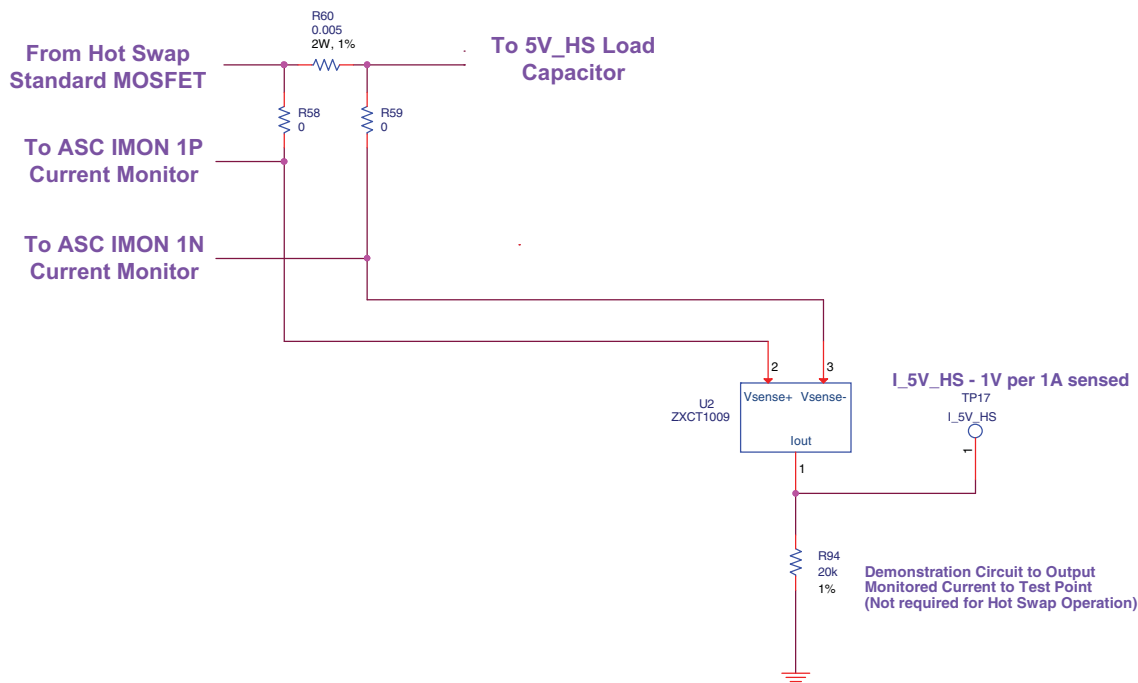 R60
0.005
2W, 1%
From Hot Swap
Standard MOSFET
To 5V_HS Load
Capacitor
R58
0
R59
0
To ASC IMON 1P
Current Monitor
To ASC IMON 1N
Current Monitor
2
3
I_5V_HS - 1V per 1A sensed
TP17
I_5V_HS
1
U2
ZXCT1009
Vsense+ Vsense-
Iout
1
R94
20k
1%
Demonstration Circuit to Output
Monitored Current to Test Point
(Not required for Hot Swap Operation)